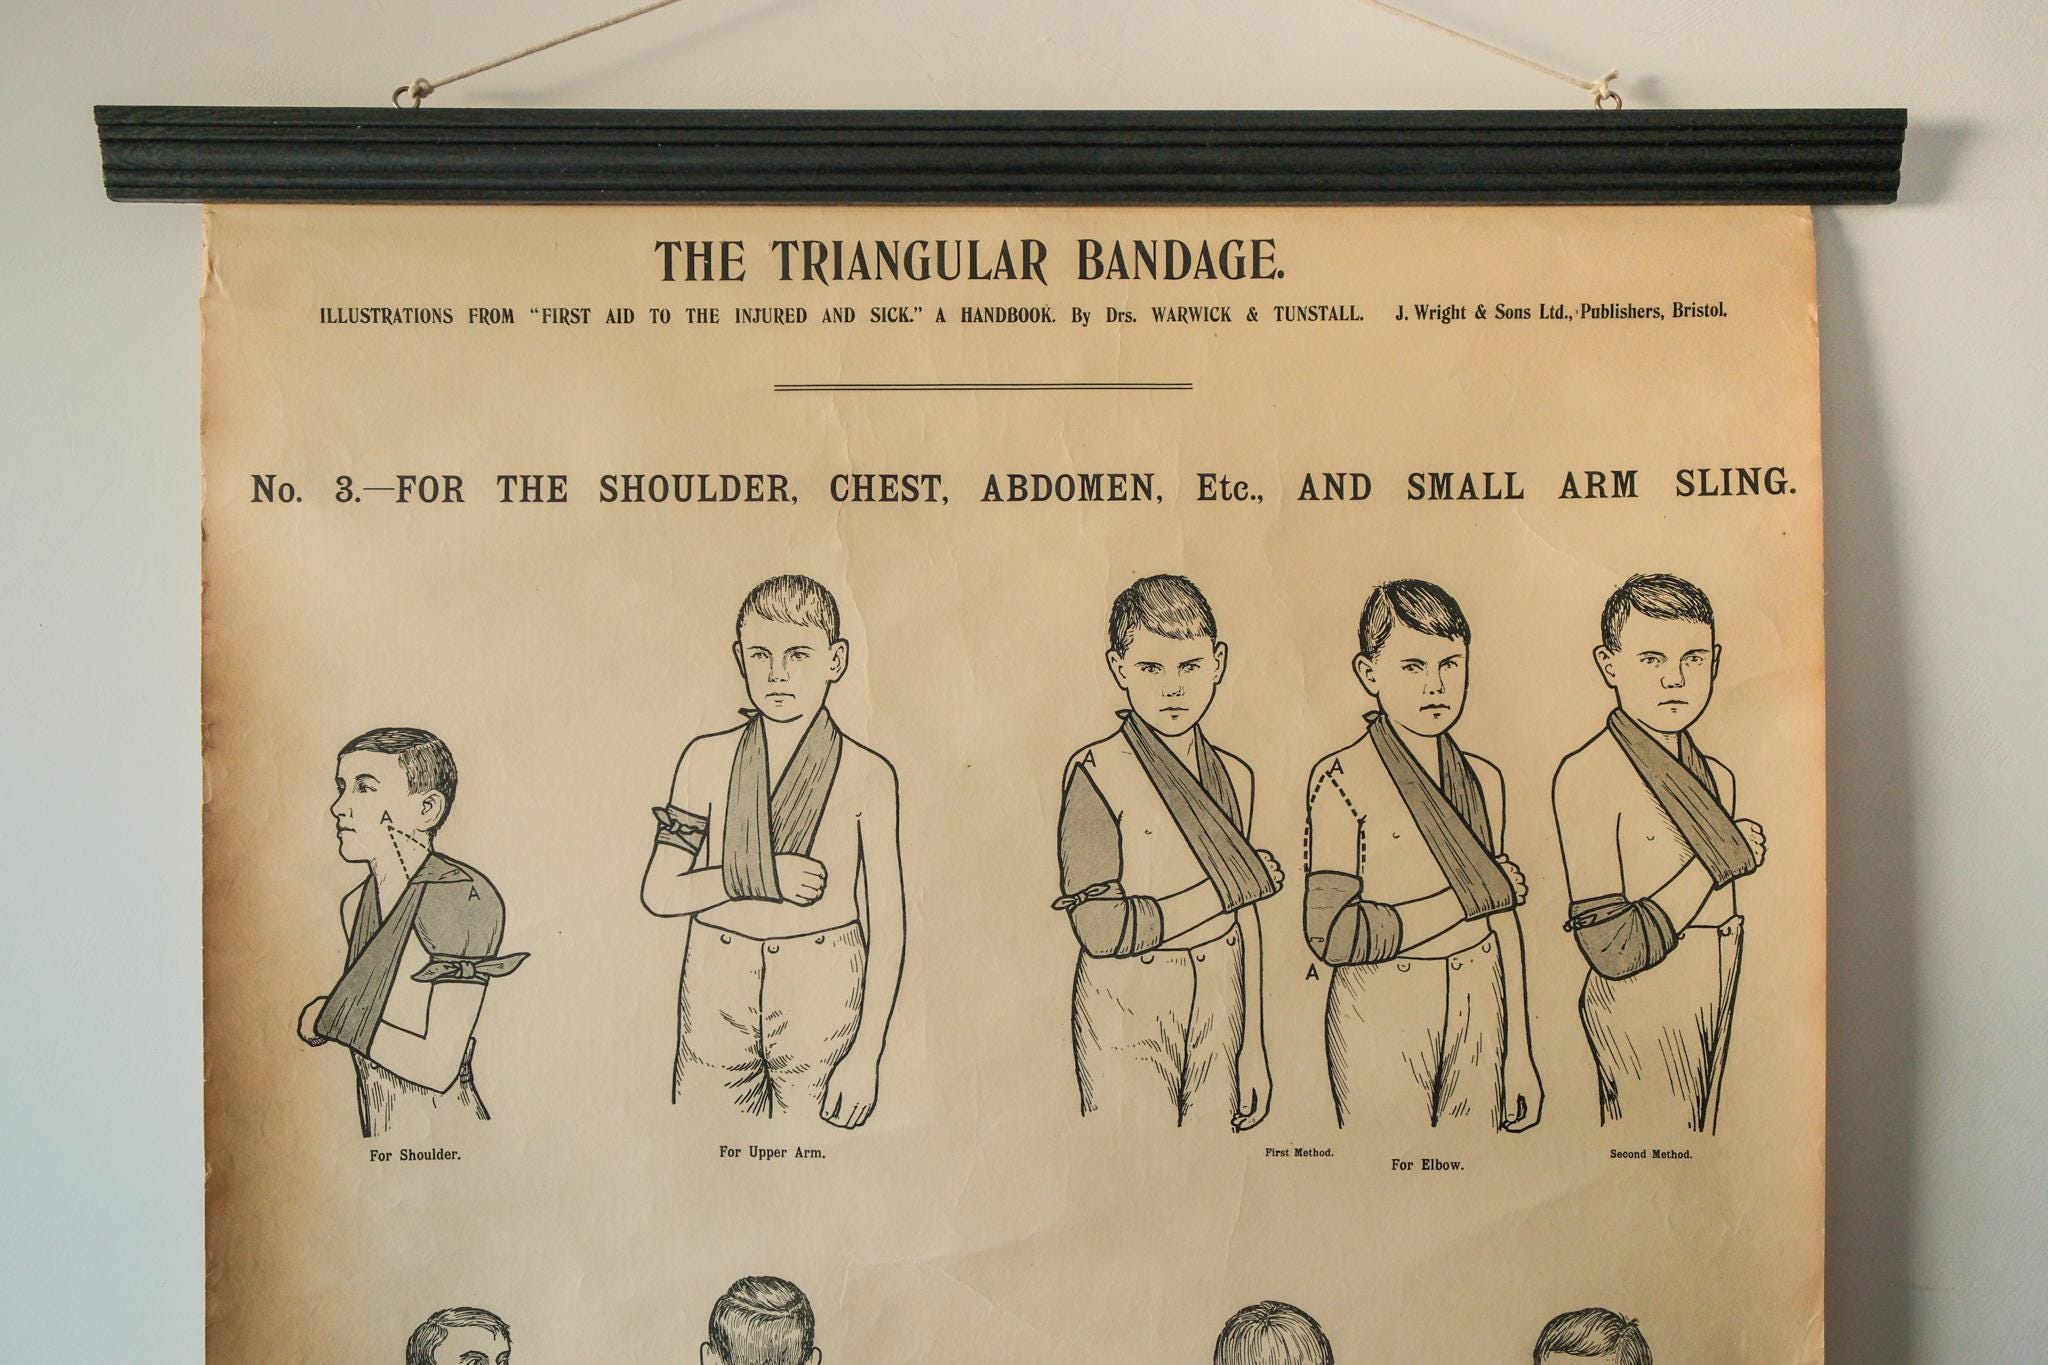 THE TRIANGULAR BANDAGE.
ILLUSTRATIONS FROM "FIRST AID TO THE INJURED AND SICK." A HANDBOOK. By Drs. WARWICK & TUNSTALL. J. Wright & Sons Ltd., Publishers, Bristol.
No. 3.—FOR THE SHOULDER, CHEST, ABDOMEN, Etc., AND SMALL ARM SLING.
A
A
A
A
A
For Shoulder.
For Upper Arm.
First Method.
For Elbow.
Second Method.